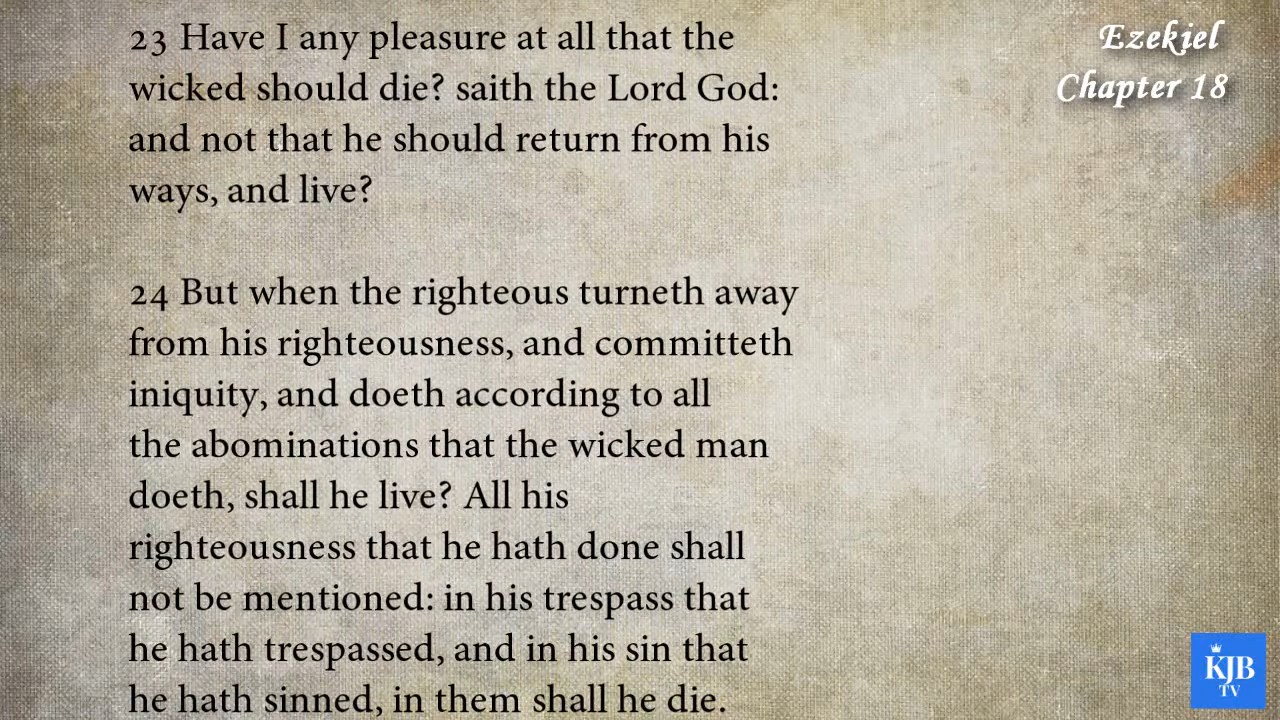 23 Have I any pleasure at all that the
wicked should die? saith the Lord God:
and not that he should return from his
ways, and live?
24 But when the righteous turneth away
from his righteousness, and committeth
iniquity, and doeth according to all
the abominations that the wicked man
doeth, shall he live? All his
righteousness that he hath done shall
not be mentioned: in his trespass that
he hath trespassed, and in his sin that
he hath sinned, in them shall he die.
Ezekiel
Chapter 18
KJB
TV